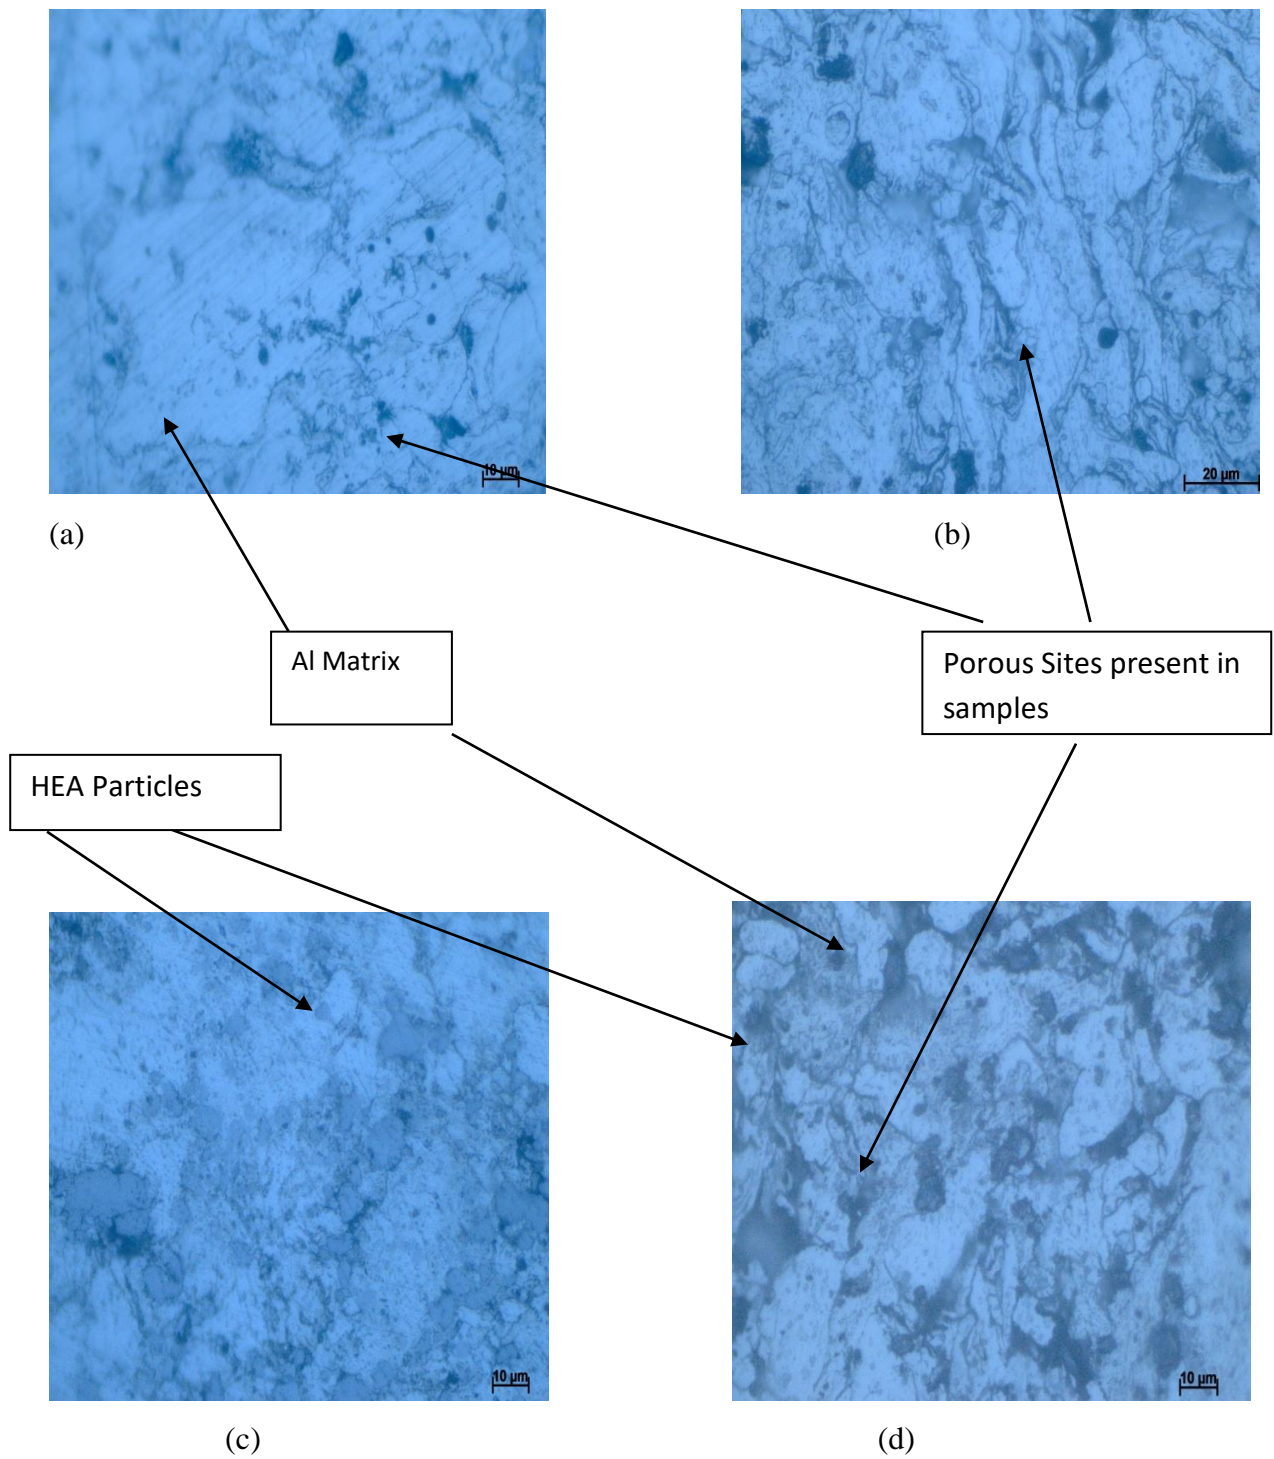 10 µm
20 µm
(a)
(b)
Al Matrix
Porous Sites present in
samples
HEA Particles
10 µm
10 µm
(c)
(d)